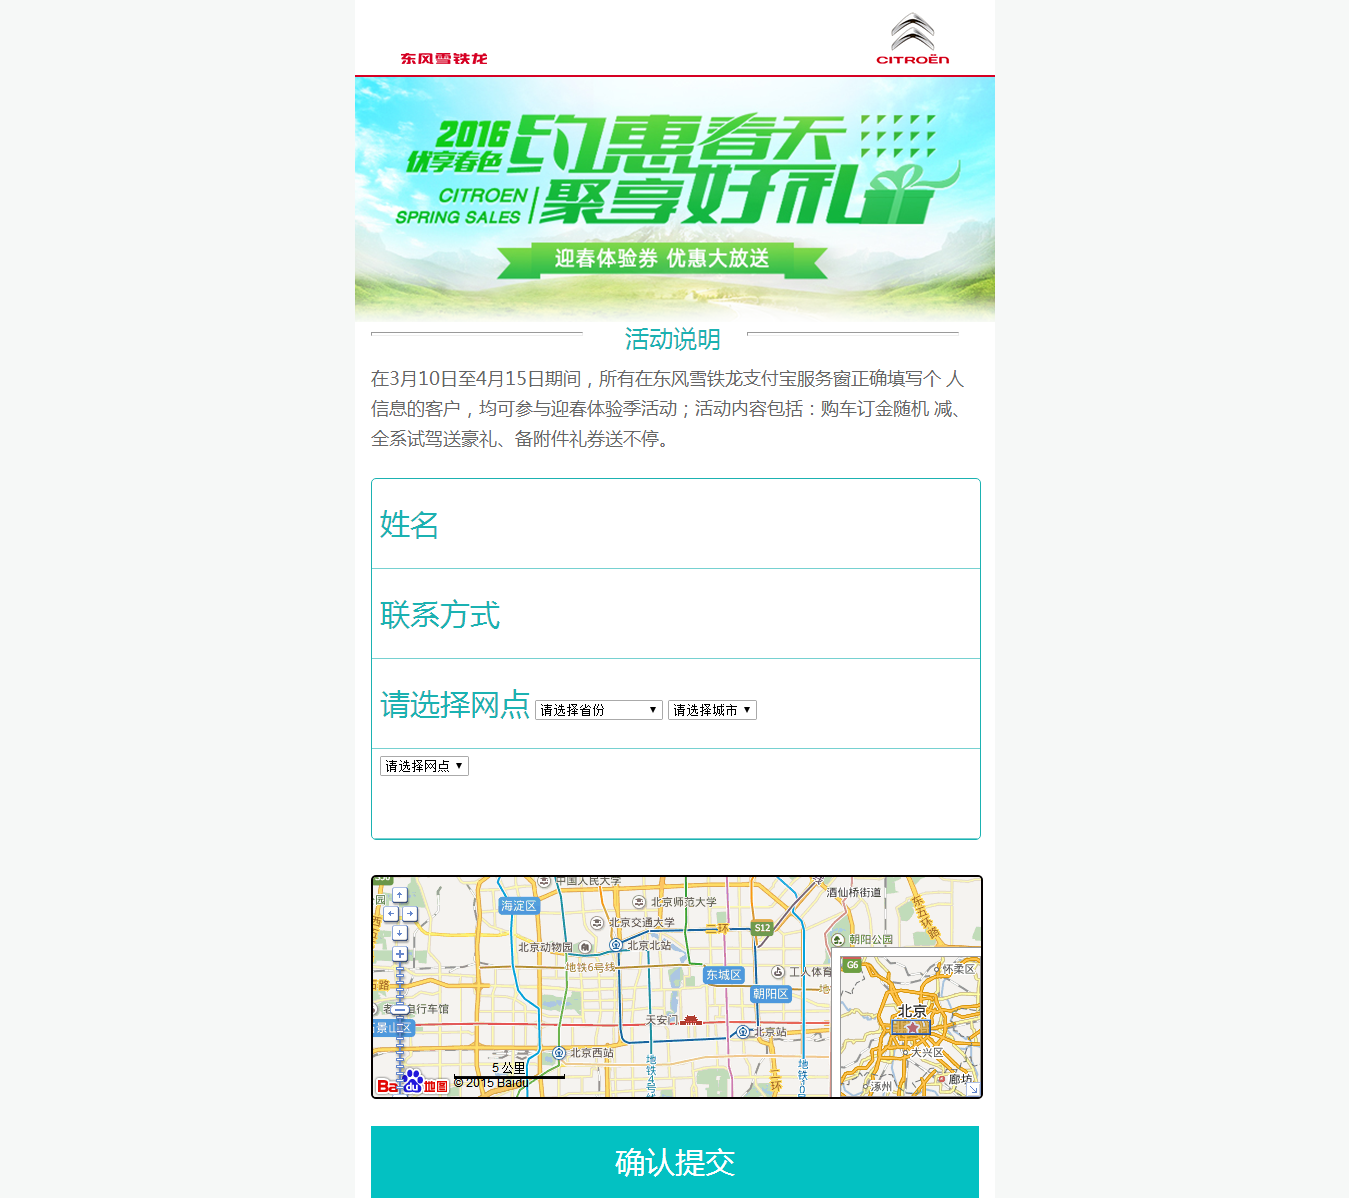 东风雪铁龙
CITROËN
2016
优享春色
约惠春天
聚享好礼
CITROEN
SPRING SALES
迎春体验券 优惠大放送
活动说明
在3月10日至4月15日期间，所有在东风雪铁龙支付宝服务窗正确填写个 人
信息的客户，均可参与迎春体验季活动；活动内容包括：购车订金随机 减、
全系试驾送豪礼、备附件礼券送不停。
姓名
联系方式
请选择网点 请选择省份 请选择城市
请选择网点
中国人民大学
酒仙桥街道
海淀区
北京师范大学
东五环路
北京交通大学
二环
S12
朝阳公园
北京动物园
北京北站
地铁6号线
东城区
工人体育
G6
怀柔区
朝阳区
自行车馆
北京
天安门
景山区
北京站
北京西站
大兴区
地铁4号线
5 公里
二环
廊坊
涿州
Bai du 地图
© 2015 Baidu
确认提交